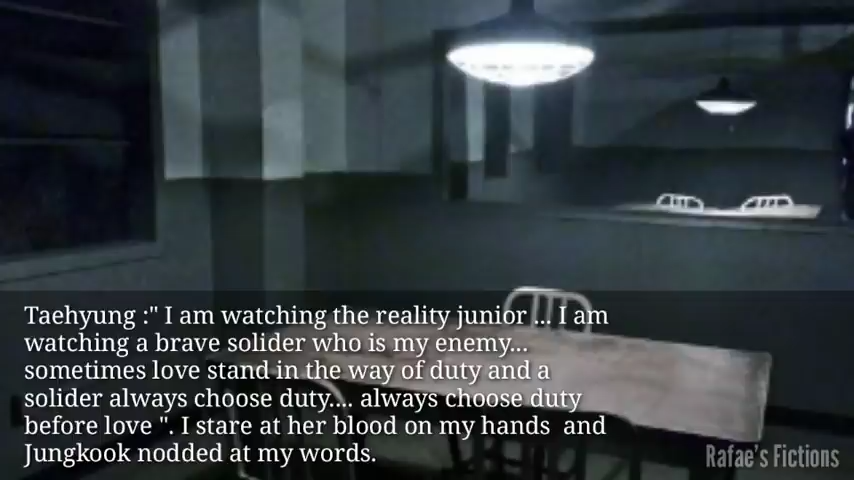 Taehyung :" I am watching the reality junior ... I am
watching a brave solider who is my enemy...
sometimes love stand in the way of duty and a
solider always choose duty.... always choose duty
before love ". I stare at her blood on my hands and
Jungkook nodded at my words.
Rafae's Fictions